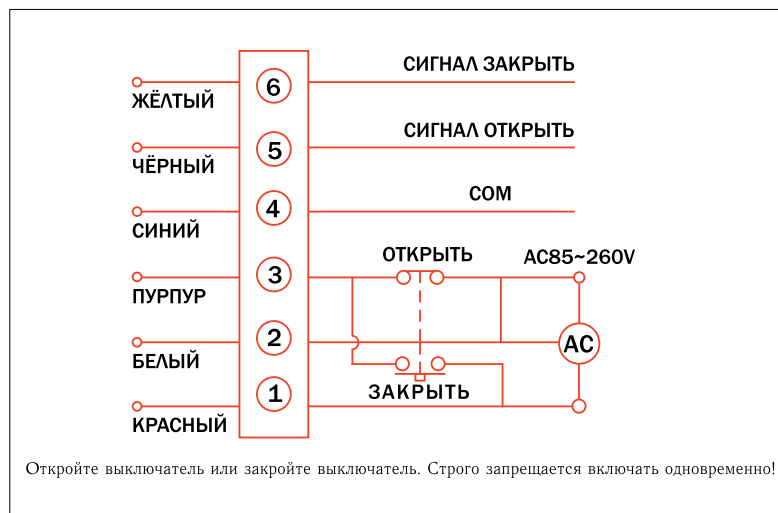 СИГНАЛ ЗАКРЫТЬ
6
ЖЁЛТЫЙ
СИГНАЛ ОТКРЫТЬ
5
ЧЁРНЫЙ
COM
4
СИНИЙ
ОТКРЫТЬ
AC85~260V
3
ПУРПУР
2
AC
БЕЛЫЙ
ЗАКРЫТЬ
1
КРАСНЫЙ
Откройте выключатель или закройте выключатель. Строго запрещается включать одновременно!